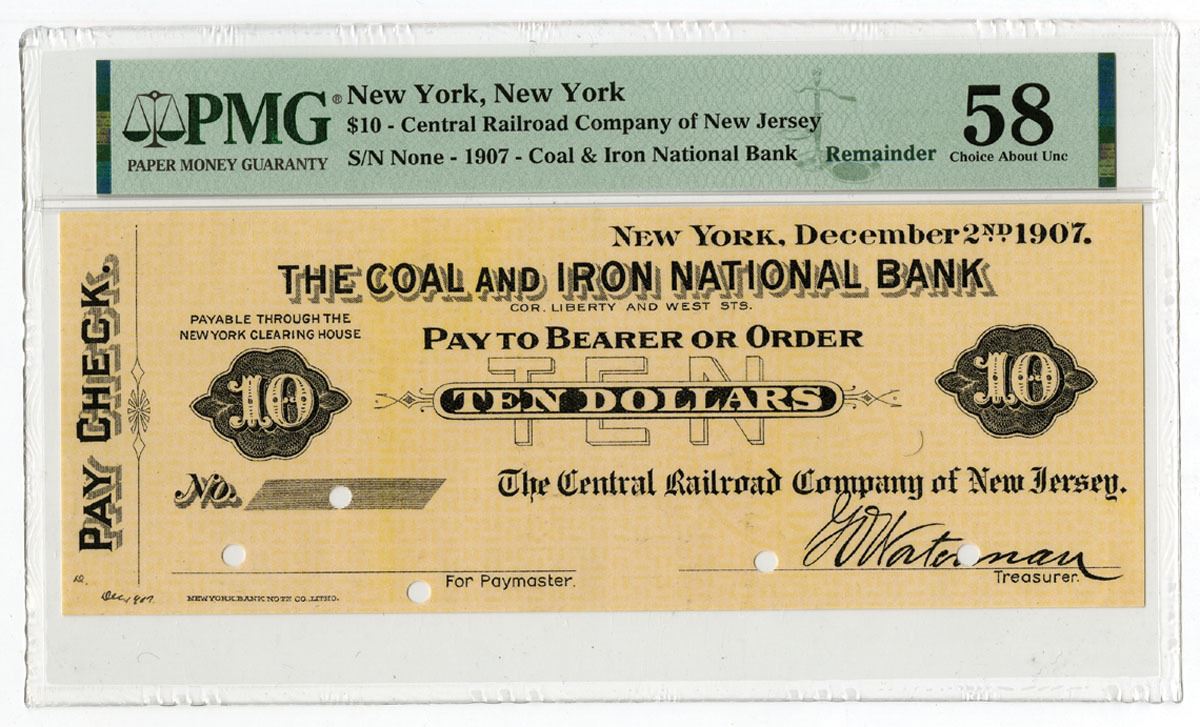 PMG®
PAPER MONEY GUARANTY
New York, New York
$10 - Central Railroad Company of New Jersey
S/N None - 1907 - Coal & Iron National Bank Remainder
58
Choice About Unc
PAY CHECK.
NEW YORK, December 2ND 1907.
THE COAL AND IRON NATIONAL BANK
COR. LIBERTY AND WEST STS.
PAYABLE THROUGH THE
NEW YORK CLEARING HOUSE
PAY TO BEARER OR ORDER
TEN
TEN DOLLARS
10
10
No.
The Central Railroad Company of New Jersey.
G O Waterman
For Paymaster.
Treasurer.
NEW YORK BANK NOTE CO., LITHO.